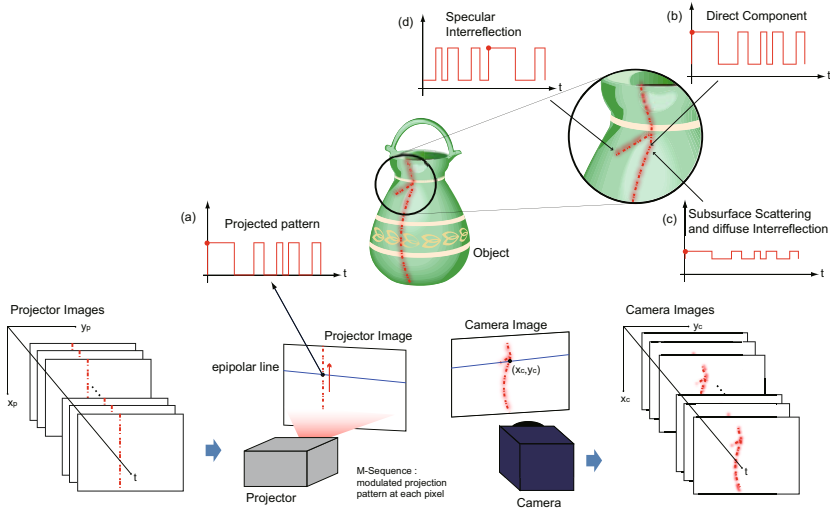 (d)
Specular
Interreflection
t
(b)
Direct Component
t
(a)
Projected pattern
t
Object
Subsurface Scattering
and diffuse Interreflection
(c)
t
Projector Images
yp
xp
t
epipolar line
Projector Image
Projector
M-Sequence :
modulated projection
pattern at each pixel
Camera Image
(xc,yc)
Camera
Camera Images
yc
xc
t